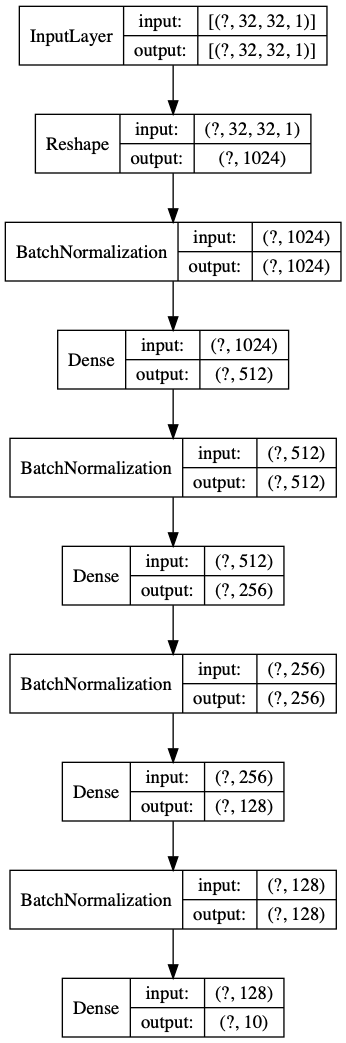 InputLayer
input: [(?, 32, 32, 1)]
output: [(?, 32, 32, 1)]
Reshape
input: (?, 32, 32, 1)
output: (?, 1024)
BatchNormalization
input: (?, 1024)
output: (?, 1024)
Dense
input: (?, 1024)
output: (?, 512)
BatchNormalization
input: (?, 512)
output: (?, 512)
Dense
input: (?, 512)
output: (?, 256)
BatchNormalization
input: (?, 256)
output: (?, 256)
Dense
input: (?, 256)
output: (?, 128)
BatchNormalization
input: (?, 128)
output: (?, 128)
Dense
input: (?, 128)
output: (?, 10)